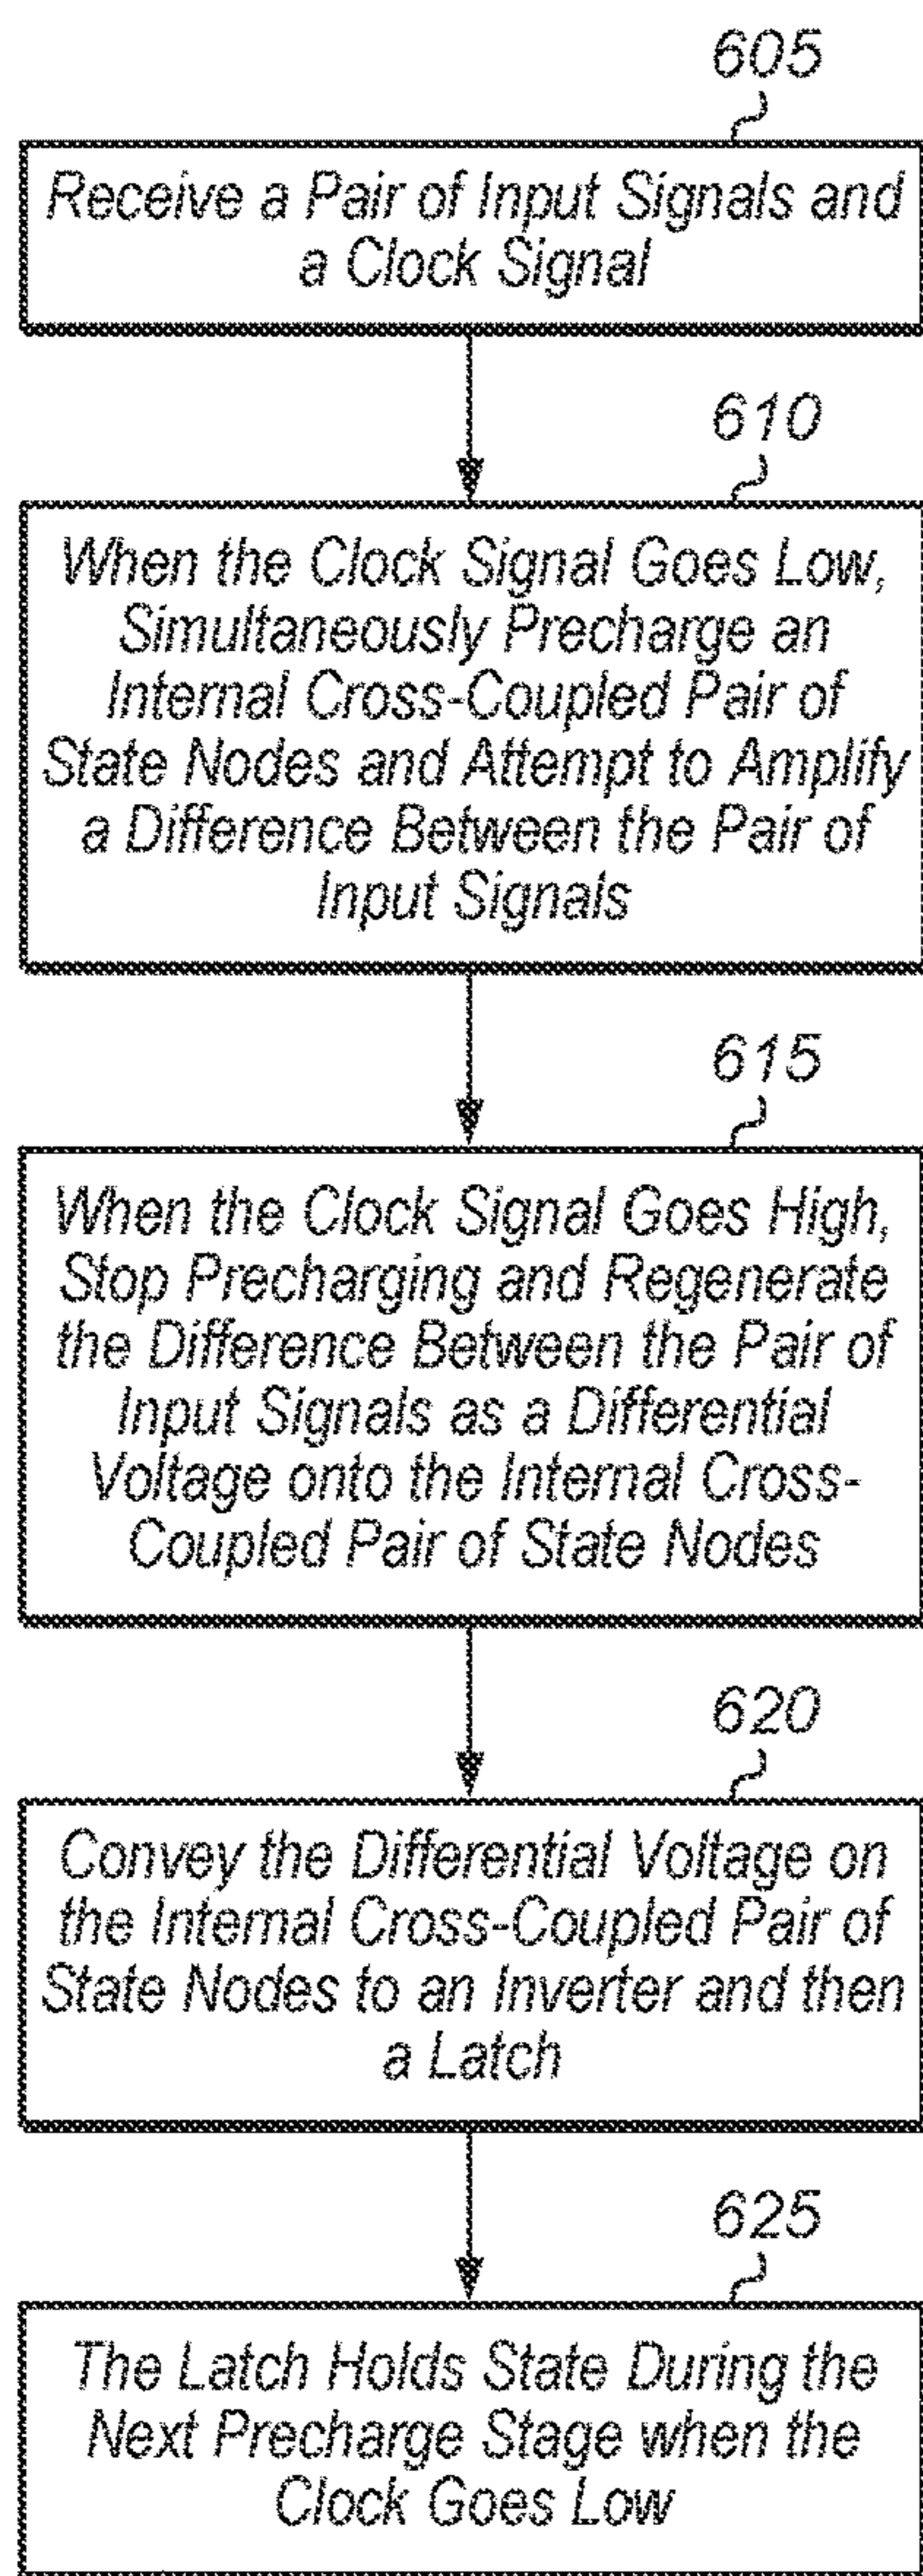 605
Receive a Pair of Input Signals and
a Clock Signal
610
When the Clock Signal Goes Low,
Simultaneously Precharge an
Internal Cross-Coupled Pair of
State Nodes and Attempt to Amplify
a Difference Between the Pair of
Input Signals
615
When the Clock Signal Goes High,
Stop Precharging and Regenerate
the Difference Between the Pair of
Input Signals as a Differential
Voltage onto the Internal Cross-
Coupled Pair of State Nodes
620
Convey the Differential Voltage on
the Internal Cross-Coupled Pair of
State Nodes to an Inverter and then
a Latch
625
The Latch Holds State During the
Next Precharge Stage when the
Clock Goes Low